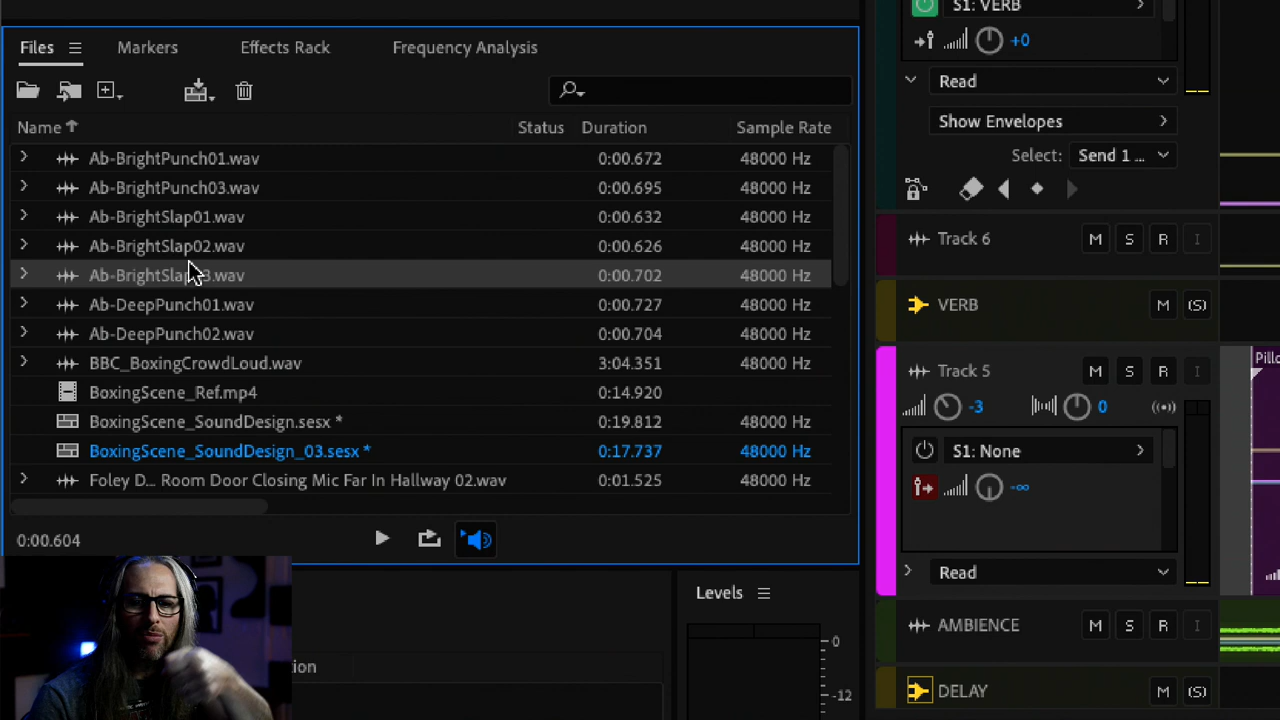 Files Markers Effects Rack Frequency Analysis
Name Status Duration Sample Rate
Ab-BrightPunch01.wav 0:00.672 48000 Hz
Ab-BrightPunch03.wav 0:00.695 48000 Hz
Ab-BrightSlap01.wav 0:00.632 48000 Hz
Ab-BrightSlap02.wav 0:00.626 48000 Hz
Ab-BrightSlap03.wav 0:00.702 48000 Hz
Ab-DeepPunch01.wav 0:00.727 48000 Hz
Ab-DeepPunch02.wav 0:00.704 48000 Hz
BBC_BoxingCrowdLoud.wav 3:04.351 48000 Hz
BoxingScene_Ref.mp4 0:14.920
BoxingScene_SoundDesign.sesx * 0:19.812 48000 Hz
BoxingScene_SoundDesign_03.sesx * 0:17.737 48000 Hz
Foley D... Room Door Closing Mic Far In Hallway 02.wav 0:01.525 48000 Hz
0:00.604
Levels
0
-12
S1: VERB
+0
Read
Show Envelopes
Select: Send 1 ...
Track 6 M S R I
VERB M (S)
Track 5 M S R I
-3 0
S1: None
-∞
Read
AMBIENCE M S R I
DELAY M (S)